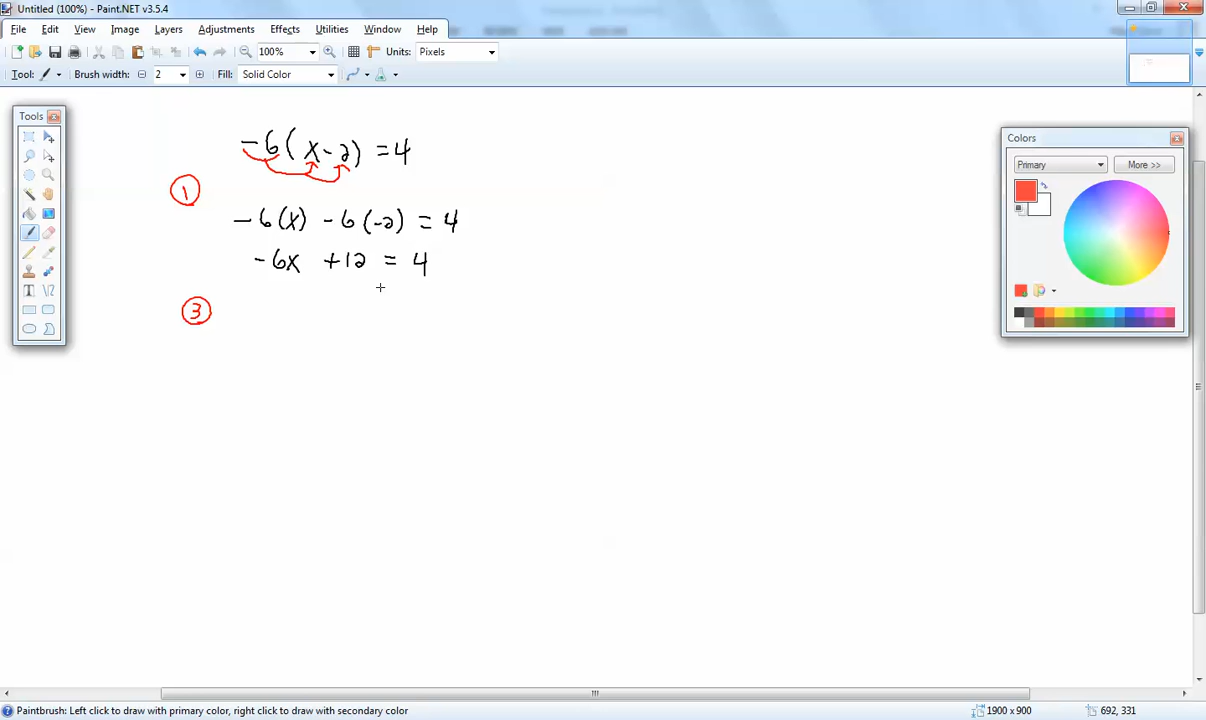 Untitled (100%) - Paint.NET v3.5.4
File Edit View Image Layers Adjustments Effects Utilities Window Help
100% Units: Pixels
Tool: Brush width: 2 Fill: Solid Color
Tools
Colors
Primary More >>
-6(x-2) = 4
①
-6(x) -6(-2) = 4
-6x +12 = 4
③
Paintbrush: Left click to draw with primary color, right click to draw with secondary color 1900 x 900 692, 331